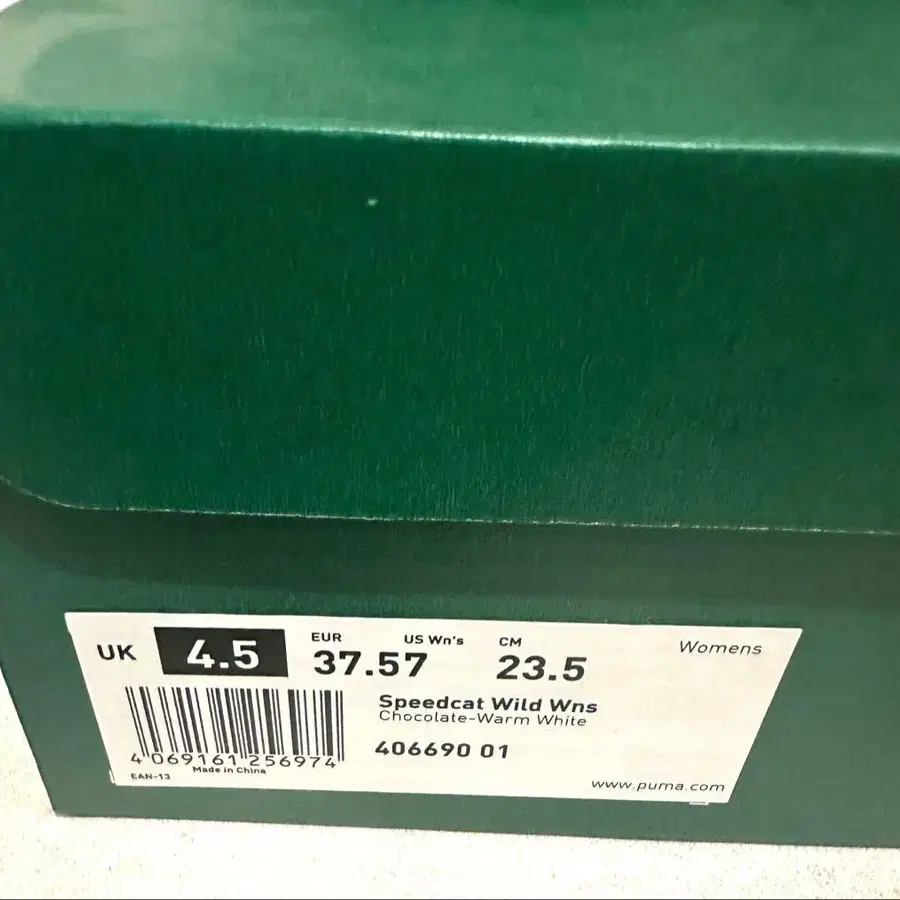 UK 4.5 EUR 37.57 US Wn's CM 23.5 Womens
Speedcat Wild Wns
Chocolate-Warm White
406690 01
4 069161 256974
EAN-13 Made in China
www.puma.com